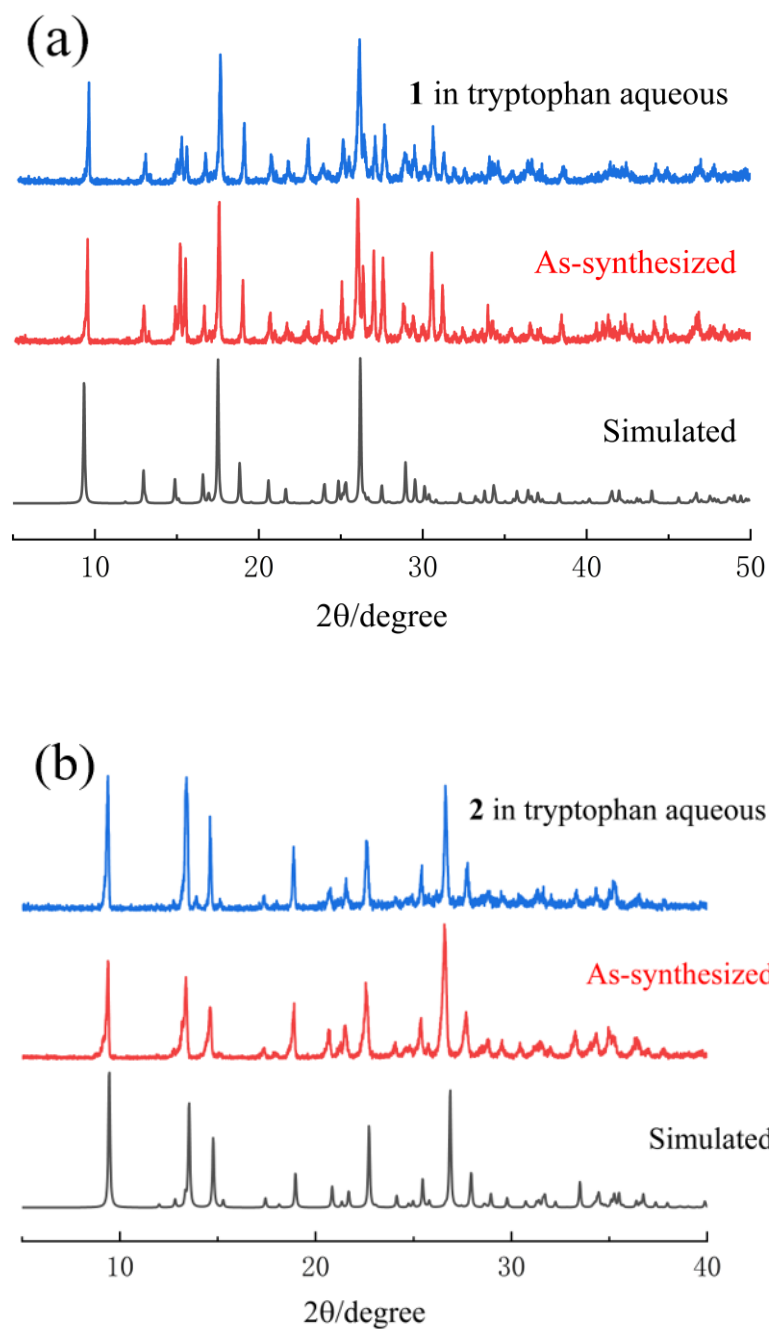 (a)
1 in tryptophan aqueous
As-synthesized
Simulated
10 20 30 40 50
2θ/degree
(b)
2 in tryptophan aqueous
As-synthesized
Simulated
10 20 30 40
2θ/degree